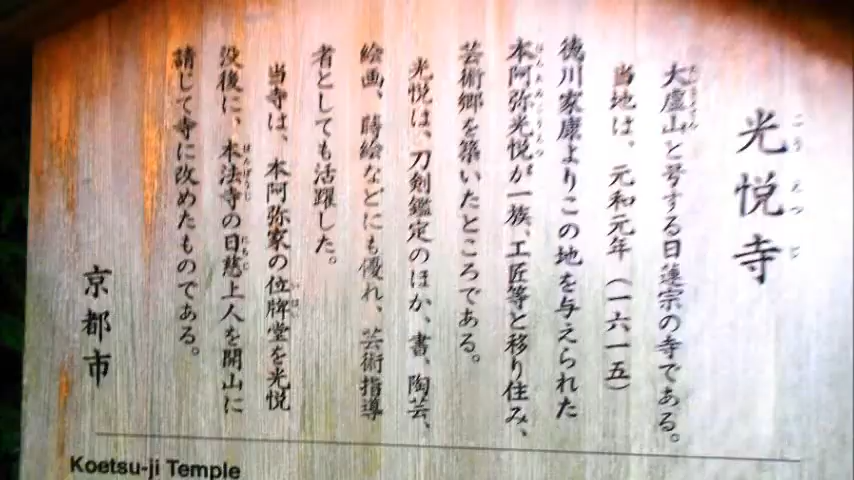 光悦寺
こうえつじ
大虚山と号する日蓮宗の寺である。
当地は、元和元年(一六一五)
徳川家康よりこの地を与えられた
本阿弥光悦が一族、工匠等と移り住み、
芸術郷を築いたところである。
光悦は、刀剣鑑定のほか、書、陶芸、
絵画、蒔絵などにも優れ、芸術指導
者としても活躍した。
当寺は、本阿弥家の位牌堂を光悦
没後に、本法寺の日慈上人を開山に
請じて寺に改めたものである。
京都市
Koetsu-ji Temple